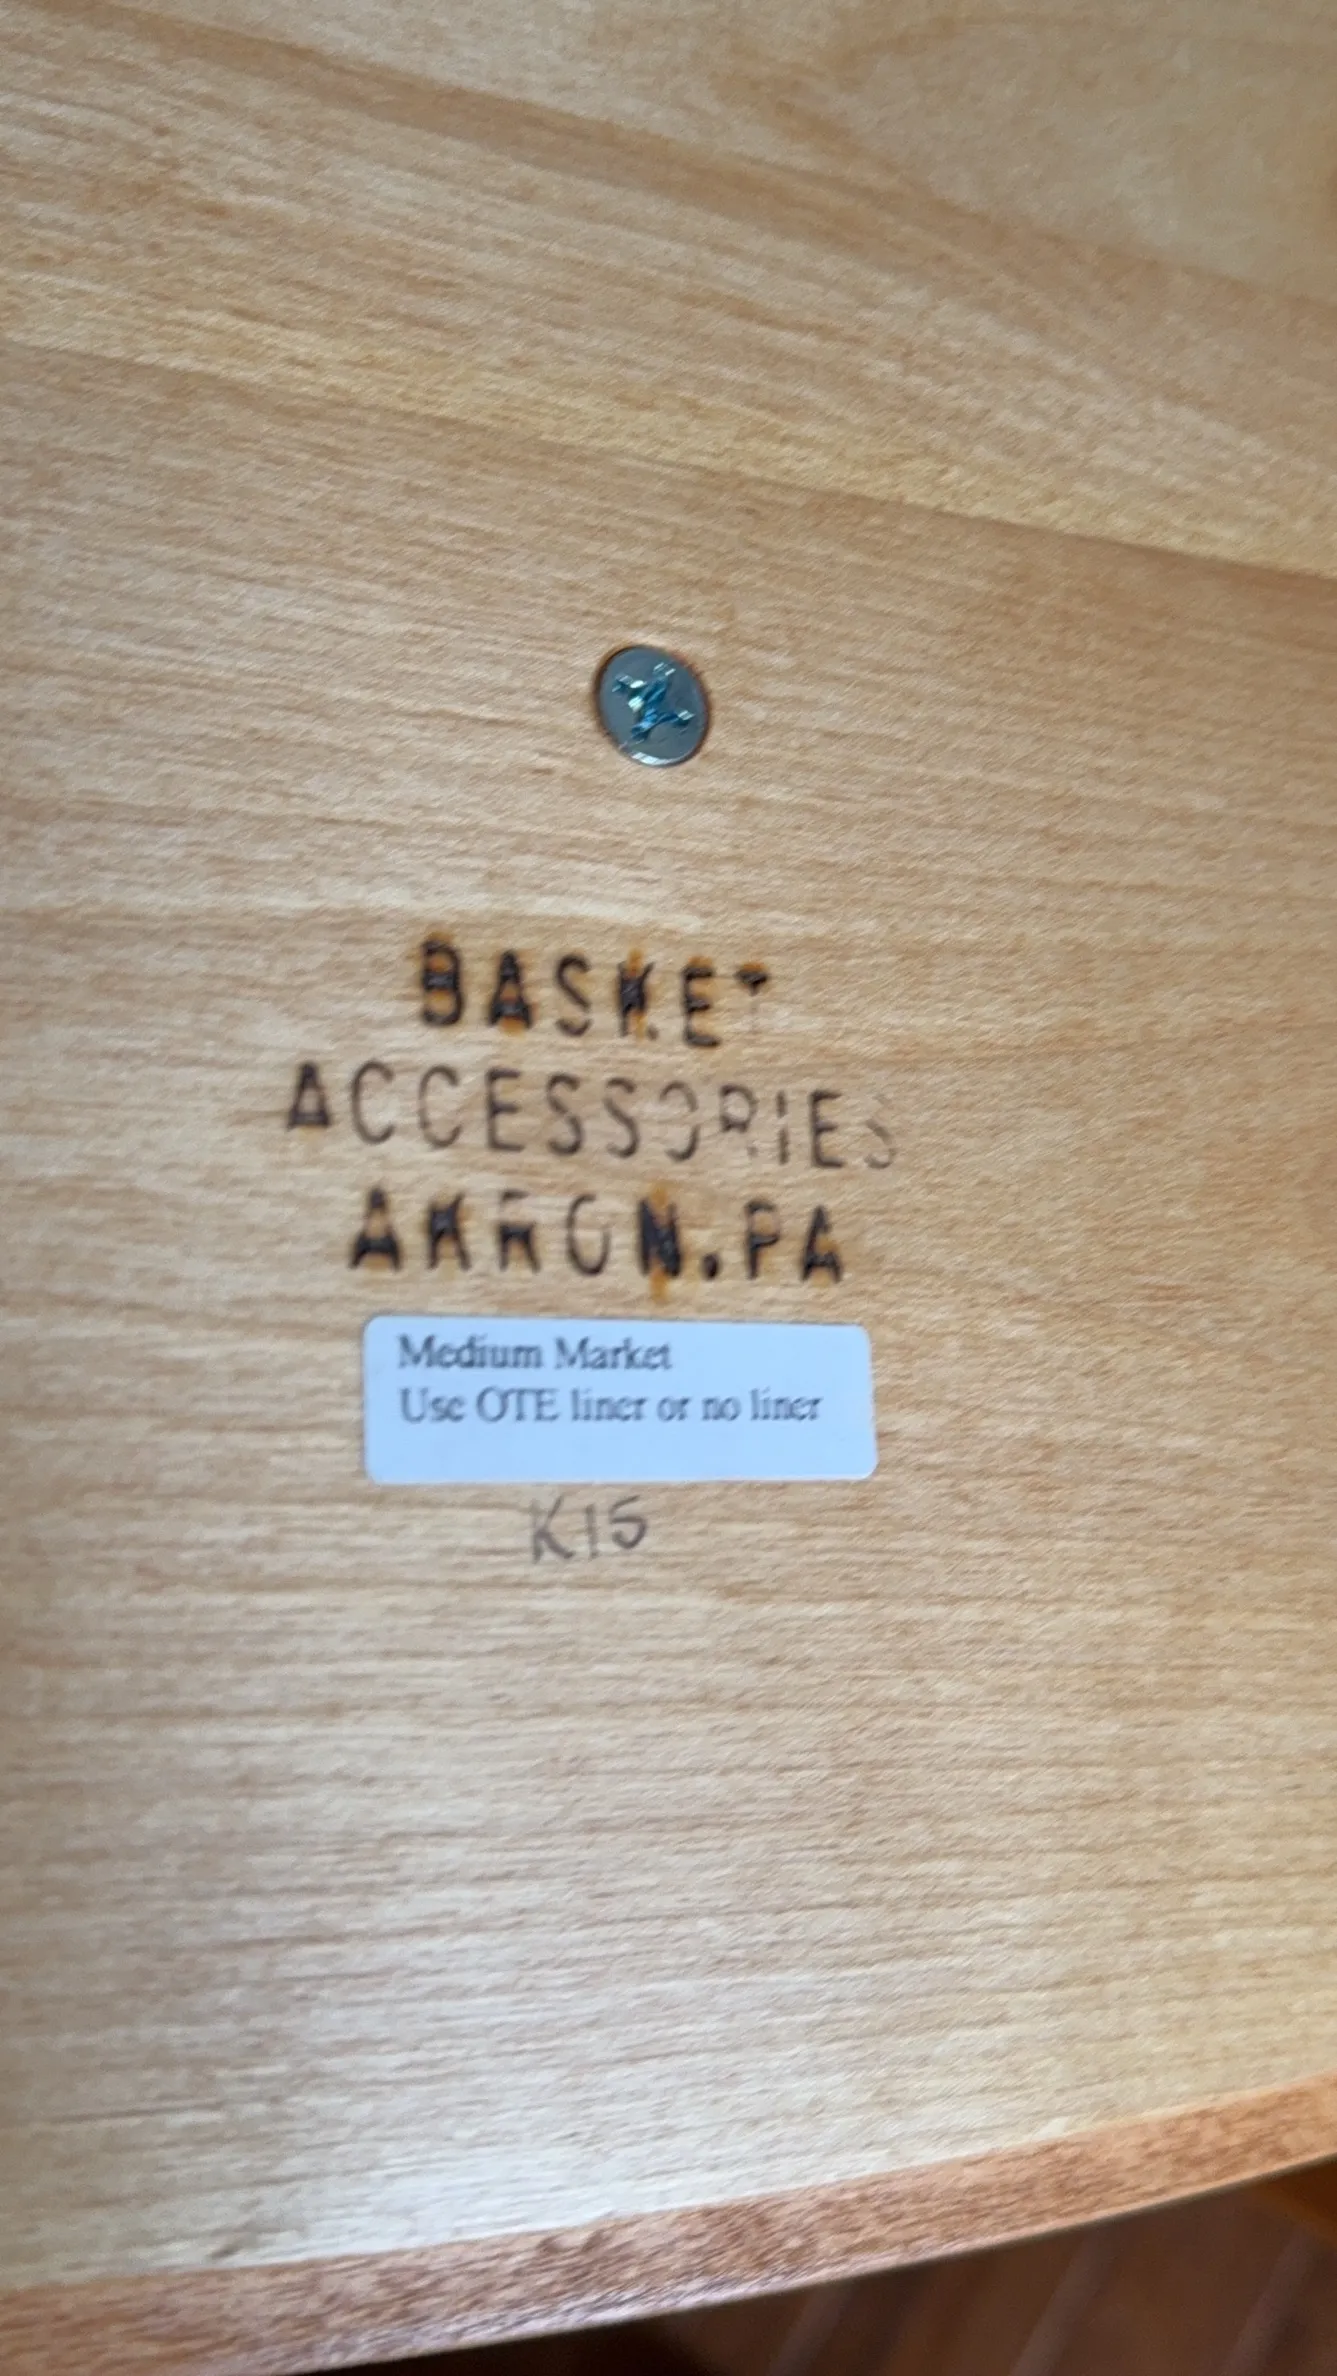 BASKET
ACCESSORIES
AKRON.PA
Medium Market
Use OTE liner or no liner
K15